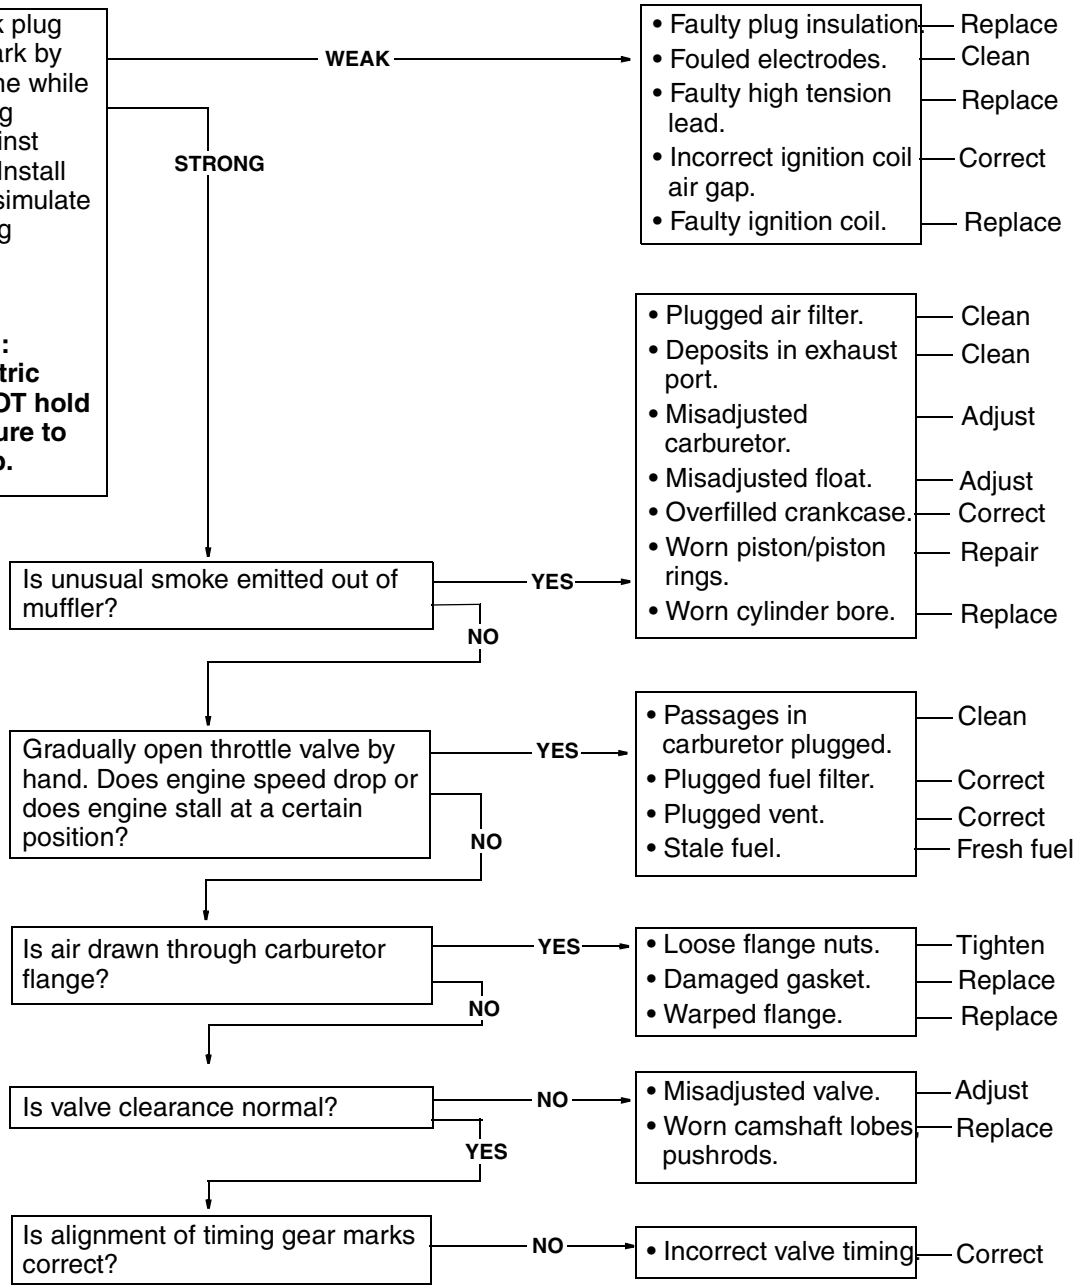 plug
by
while
simulate
hold
to
WEAK
STRONG
• Faulty plug insulation.
Replace
• Fouled electrodes.
Clean
• Faulty high tension
lead.
Replace
• Incorrect ignition coil
air gap.
Correct
• Faulty ignition coil.
Replace
Is unusual smoke emitted out of
muffler?
YES
NO
• Plugged air filter.
Clean
• Deposits in exhaust
port.
Clean
• Misadjusted
carburetor.
Adjust
• Misadjusted float.
Adjust
• Overfilled crankcase.
Correct
• Worn piston/piston
rings.
Repair
• Worn cylinder bore.
Replace
Gradually open throttle valve by
hand. Does engine speed drop or
does engine stall at a certain
position?
YES
NO
• Passages in
carburetor plugged.
Clean
• Plugged fuel filter.
Correct
• Plugged vent.
Correct
• Stale fuel.
Fresh fuel
Is air drawn through carburetor
flange?
YES
NO
• Loose flange nuts.
Tighten
• Damaged gasket.
Replace
• Warped flange.
Replace
Is valve clearance normal?
NO
YES
• Misadjusted valve.
Adjust
• Worn camshaft lobes,
pushrods.
Replace
Is alignment of timing gear marks
correct?
NO
• Incorrect valve timing.
Correct